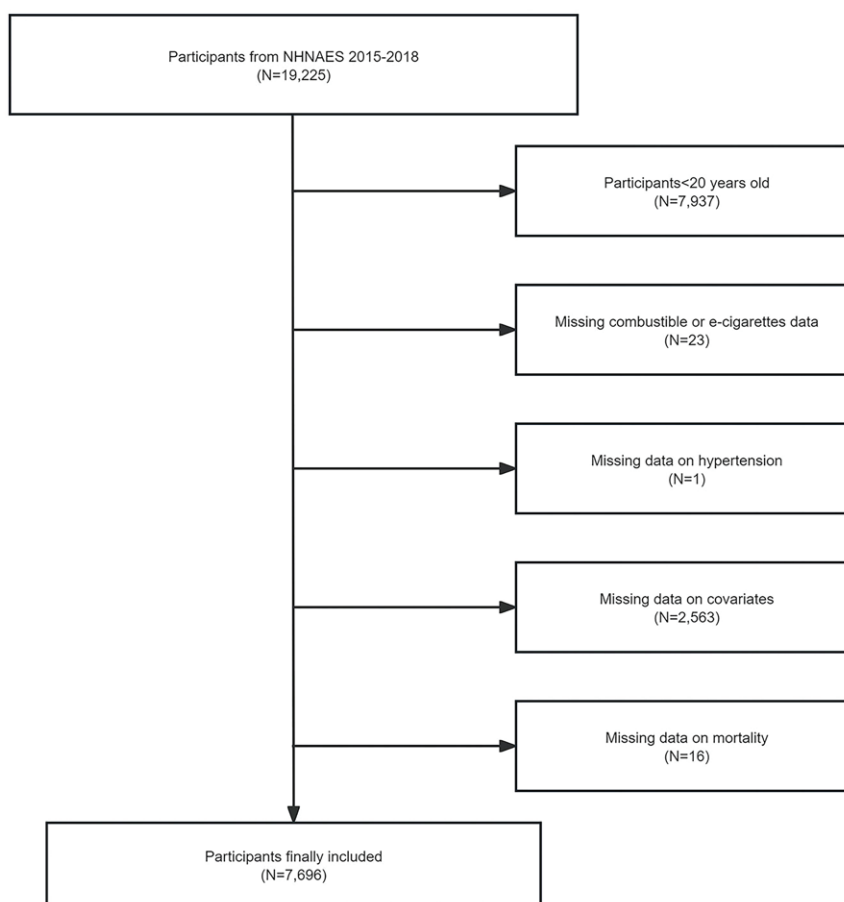 Participants from NHNAES 2015-2018
(N=19,225)
Participants<20 years old
(N=7,937)
Missing combustible or e-cigarettes data
(N=23)
Missing data on hypertension
(N=1)
Missing data on covariates
(N=2,563)
Missing data on mortality
(N=16)
Participants finally included
(N=7,696)